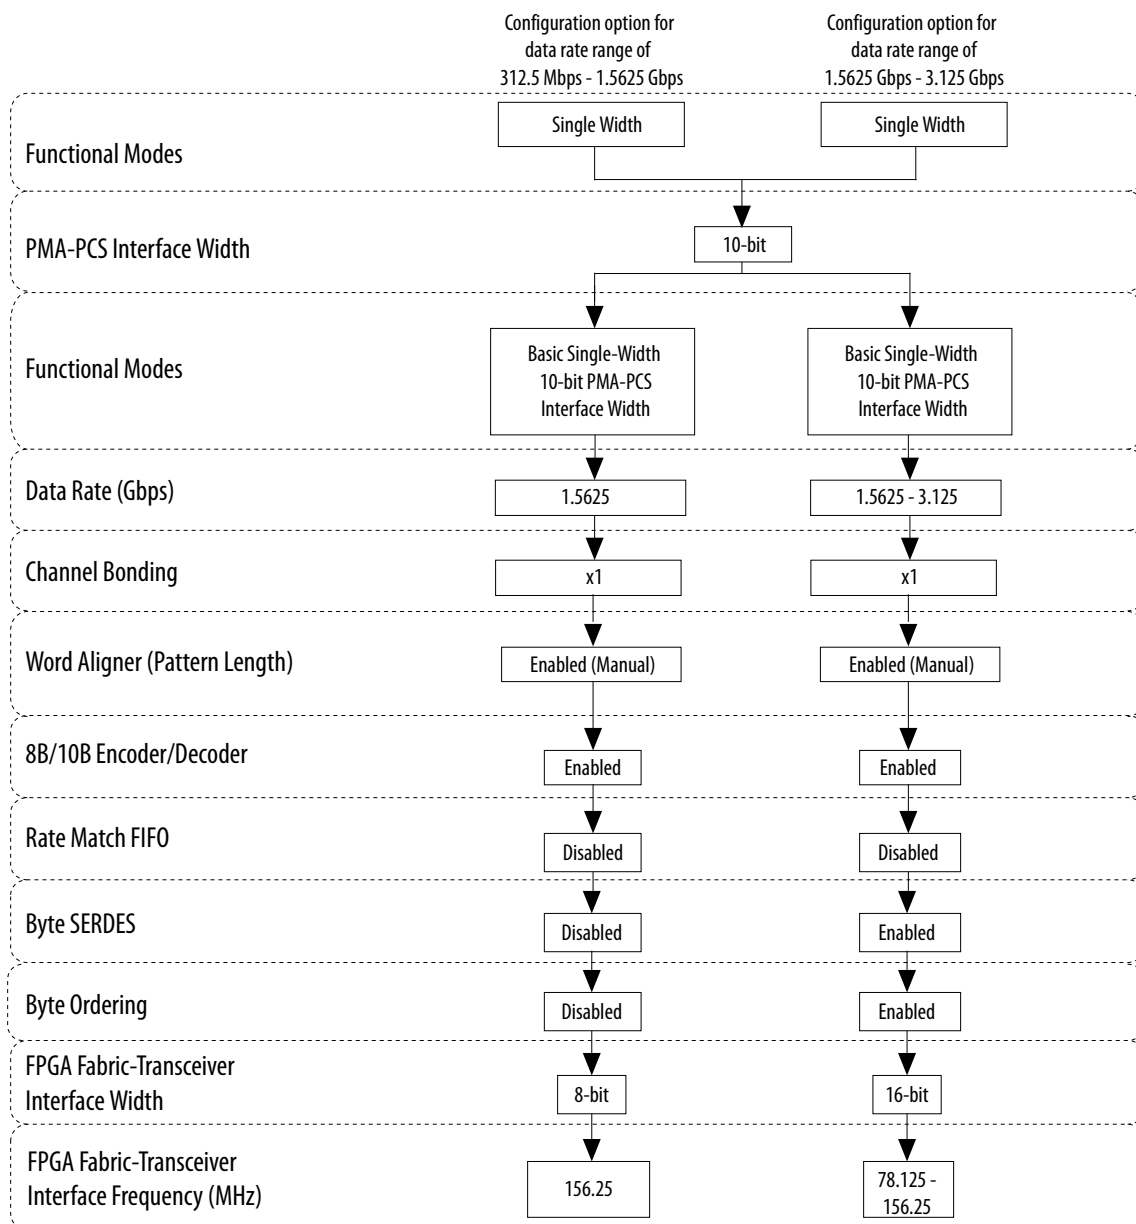 Configuration option for
data rate range of
312.5 Mbps - 1.5625 Gbps
Configuration option for
data rate range of
1.5625 Gbps - 3.125 Gbps
Functional Modes
Single Width
Single Width
PMA-PCS Interface Width
10-bit
Functional Modes
Basic Single-Width
10-bit PMA-PCS
Interface Width
Basic Single-Width
10-bit PMA-PCS
Interface Width
Data Rate (Gbps)
1.5625
1.5625 - 3.125
Channel Bonding
x1
x1
Word Aligner (Pattern Length)
Enabled (Manual)
Enabled (Manual)
8B/10B Encoder/Decoder
Enabled
Enabled
Rate Match FIFO
Disabled
Disabled
Byte SERDES
Disabled
Enabled
Byte Ordering
Disabled
Enabled
FPGA Fabric-Transceiver
Interface Width
8-bit
16-bit
FPGA Fabric-Transceiver
Interface Frequency (MHz)
156.25
78.125 -
156.25